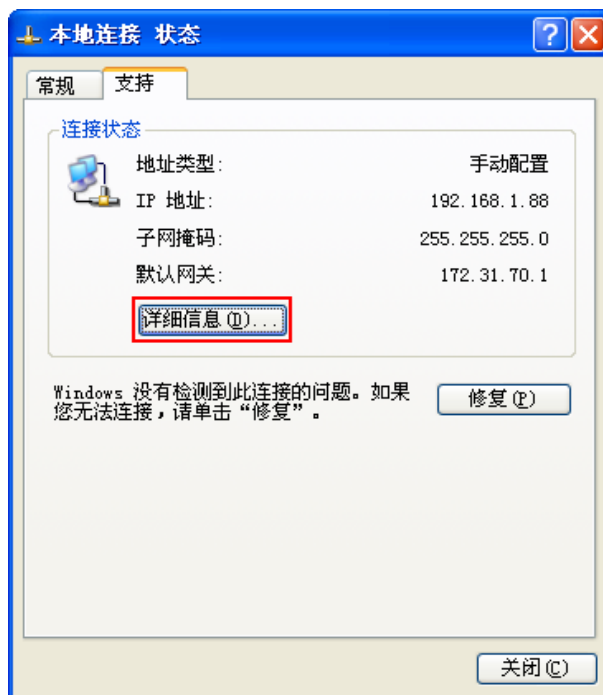 本地连接 状态
常规 支持
连接状态
地址类型: 手动配置
IP 地址: 192.168.1.88
子网掩码: 255.255.255.0
默认网关: 172.31.70.1
详细信息(D)...
Windows 没有检测到此连接的问题。如果
您无法连接,请单击“修复”。
修复(P)
关闭(C)